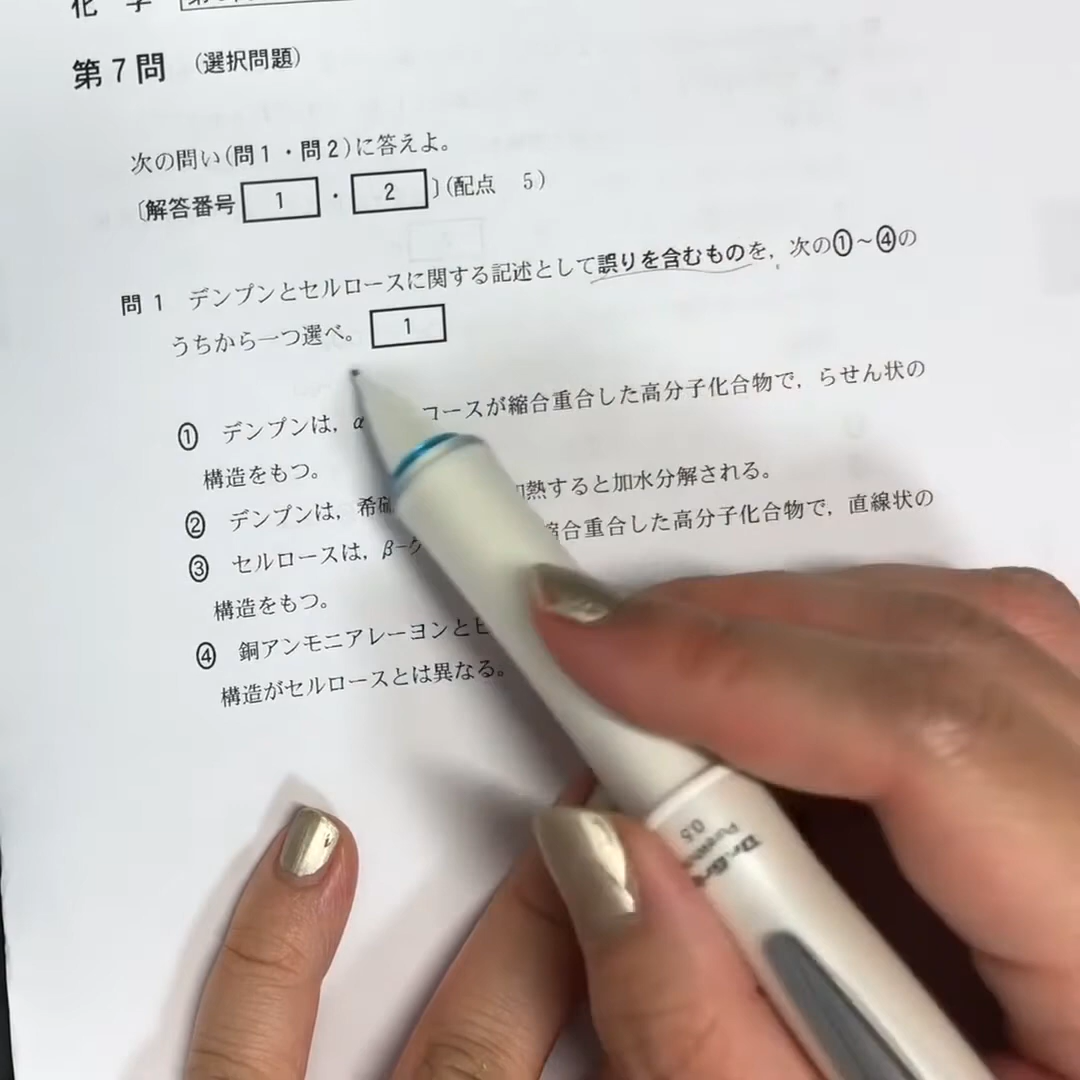 化 学
第7問 (選択問題)
次の問い(問1・問2)に答えよ。
〔解答番号 1 ・ 2 〕(配点 5)
問1 デンプンとセルロースに関する記述として誤りを含むものを,次の①~④の
うちから一つ選べ。 1
① デンプンは,α コースが縮合重合した高分子化合物で,らせん状の
構造をもつ。
② デンプンは,希 熱すると加水分解される。
③ セルロースは,β-グ 縮合重合した高分子化合物で,直線状の
構造をもつ。
④ 銅アンモニアレーヨンとビ
構造がセルロースとは異なる。
Dr.Grip
0.5